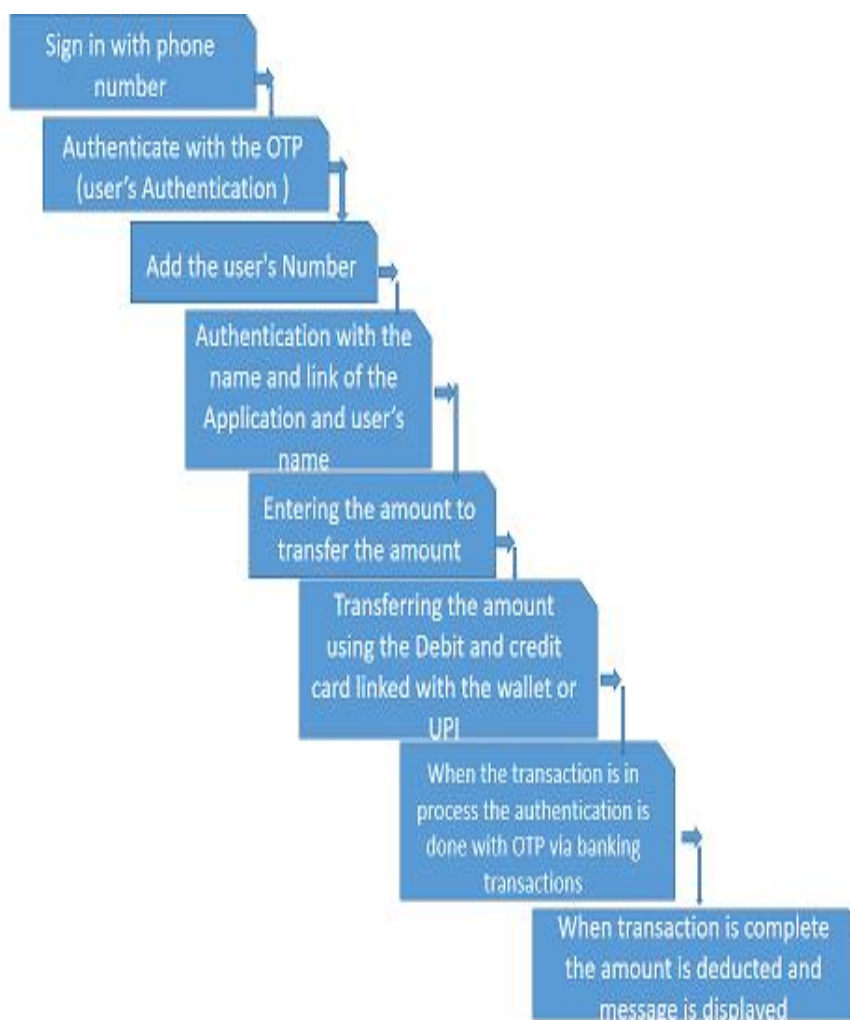 Sign in with phone
number
Authenticate with the OTP
(user's Authentication )
Add the user's Number
Authentication with the
name and link of the
Application and user's
name
Entering the amount to
transfer the amount
Transferring the amount
using the Debit and credit
card linked with the wallet or
UPI
When the transaction is in
process the authentication is
done with OTP via banking
transactions
When transaction is complete
the amount is deducted and
message is displayed